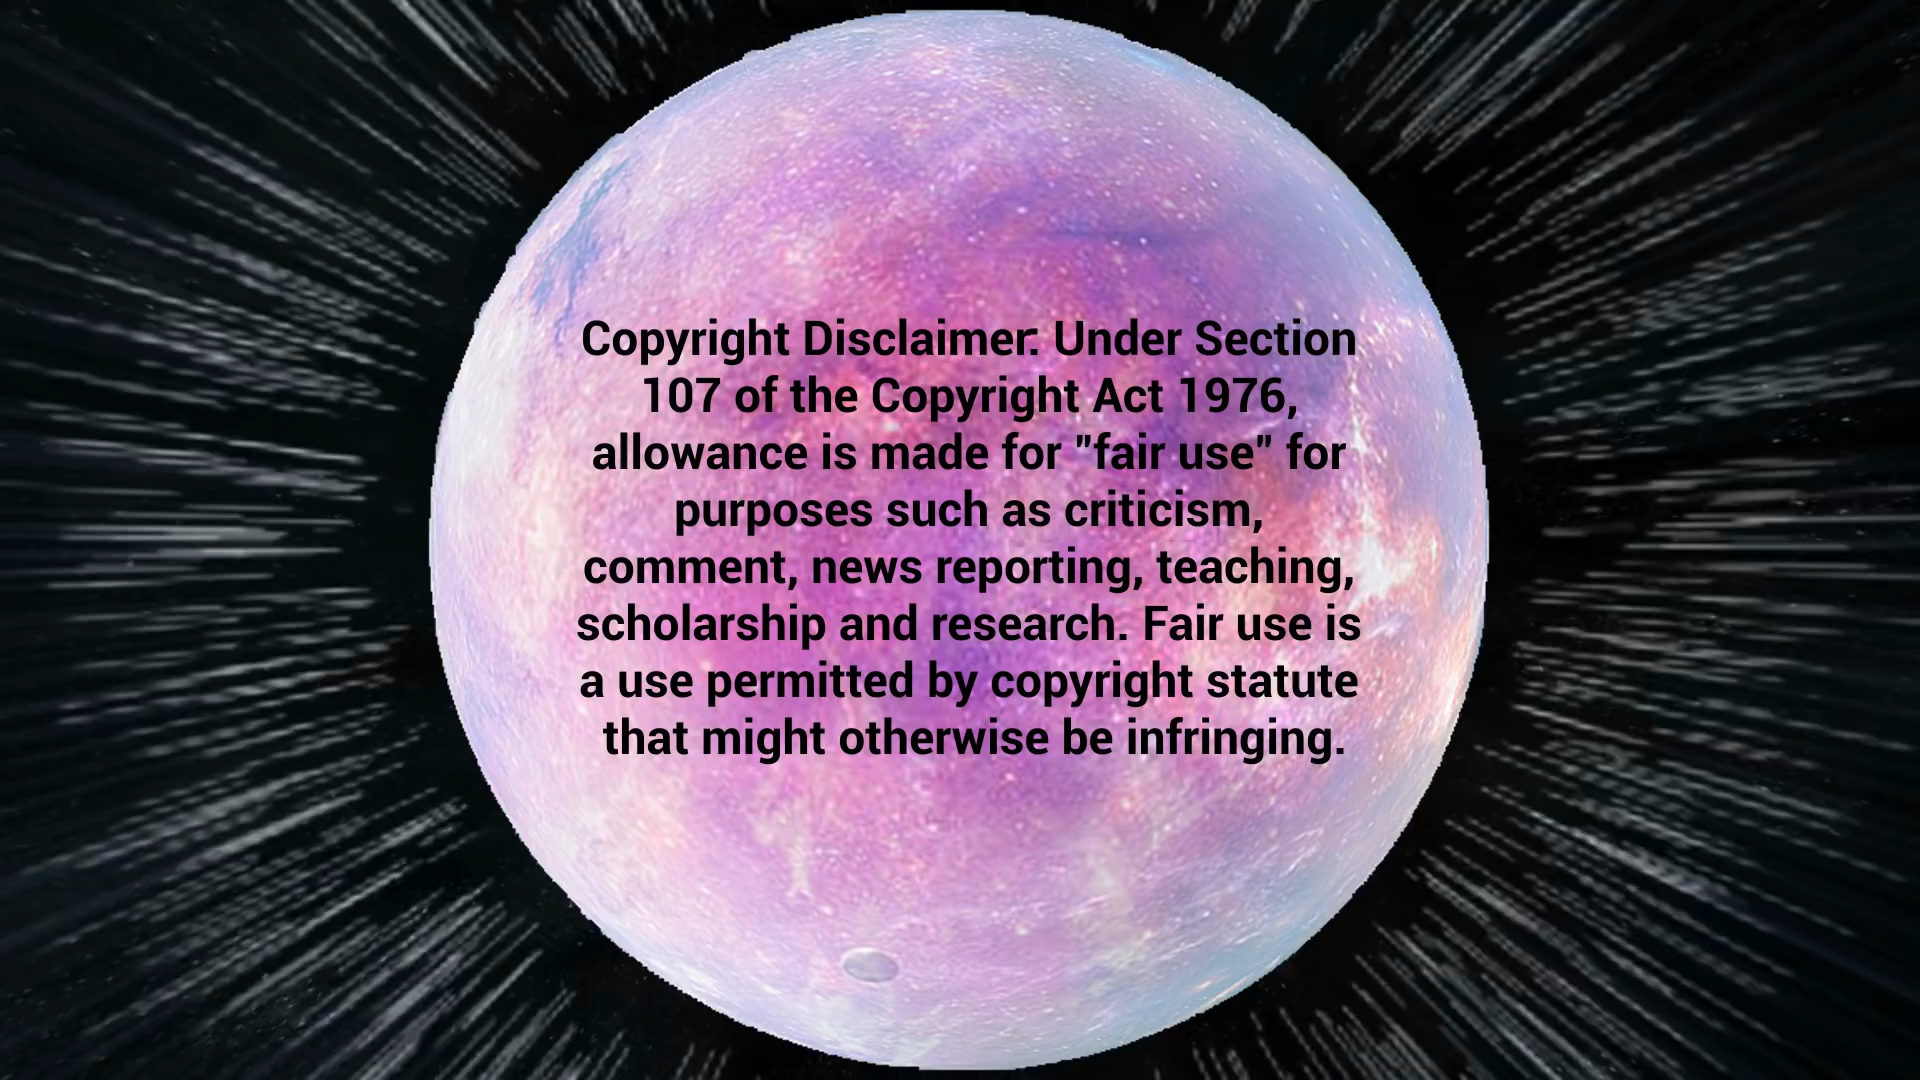 Copyright Disclaimer: Under Section
107 of the Copyright Act 1976,
allowance is made for "fair use" for
purposes such as criticism,
comment, news reporting, teaching,
scholarship and research. Fair use is
a use permitted by copyright statute
that might otherwise be infringing.